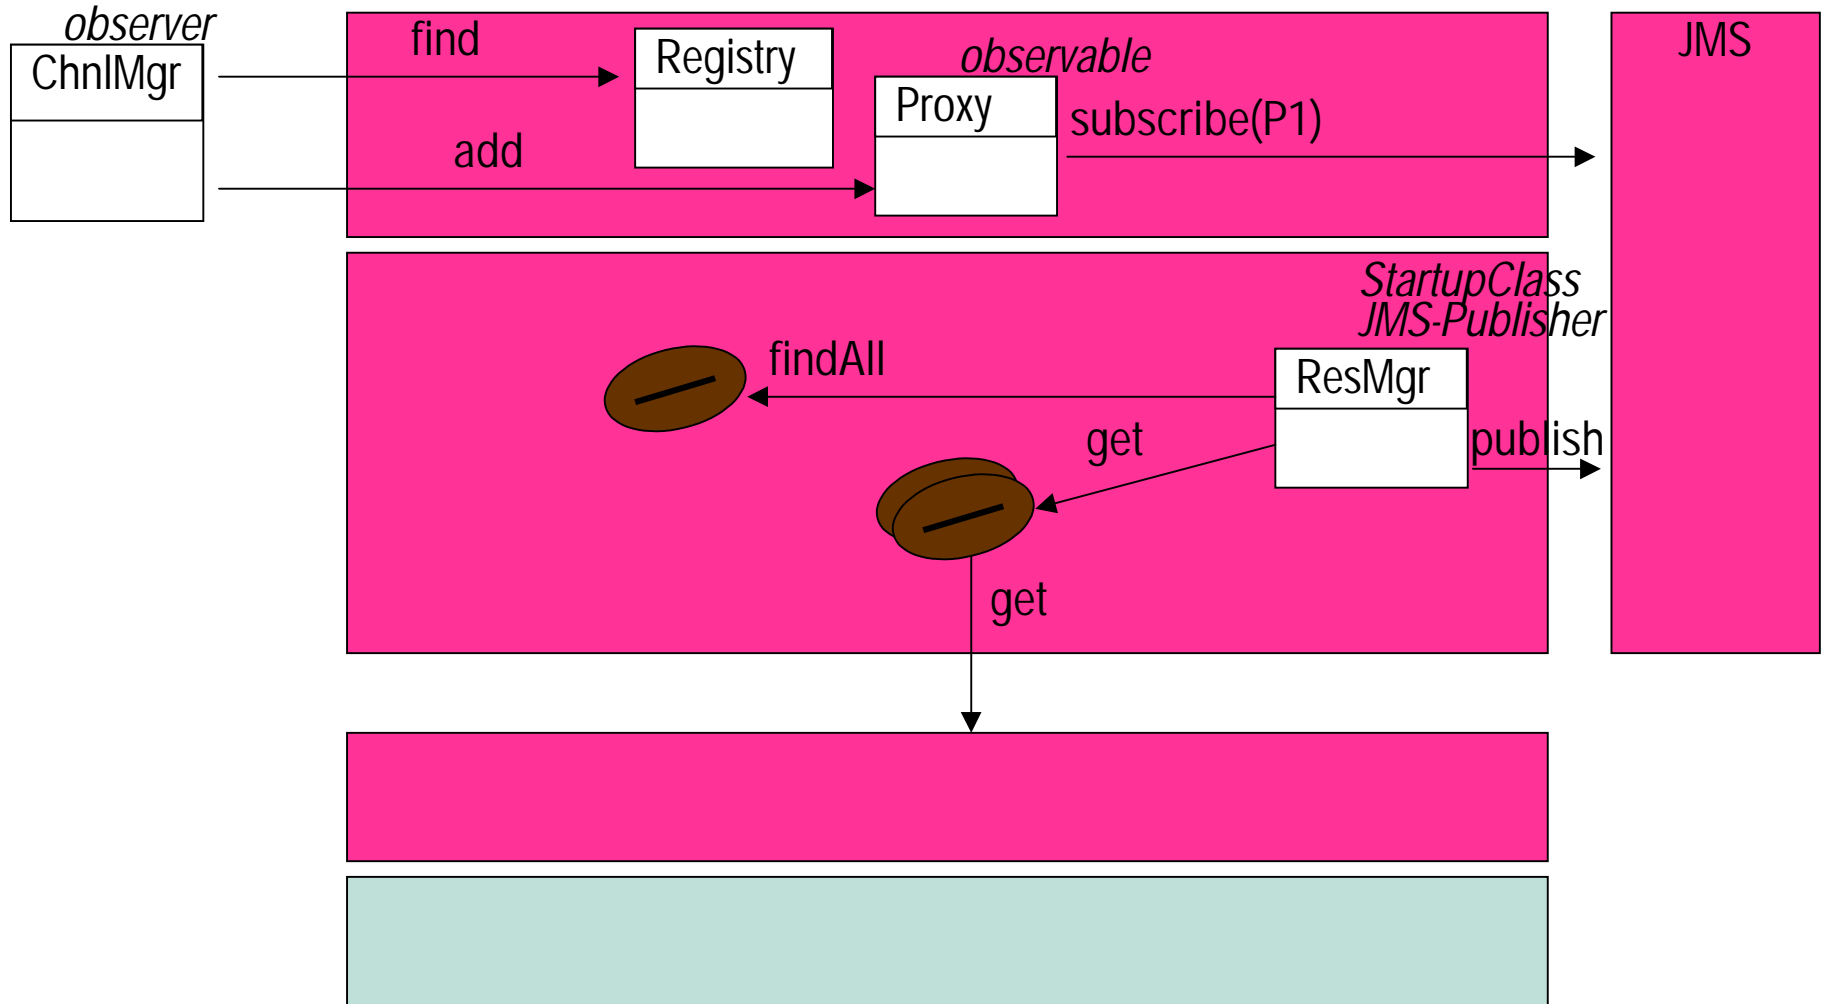 observer
ChnlMgr
find
Registry
observable
JMS
Proxy
subscribe(P1)
add
StartupClass
JMS-Publisher
findAll
ResMgr
get
publish
get